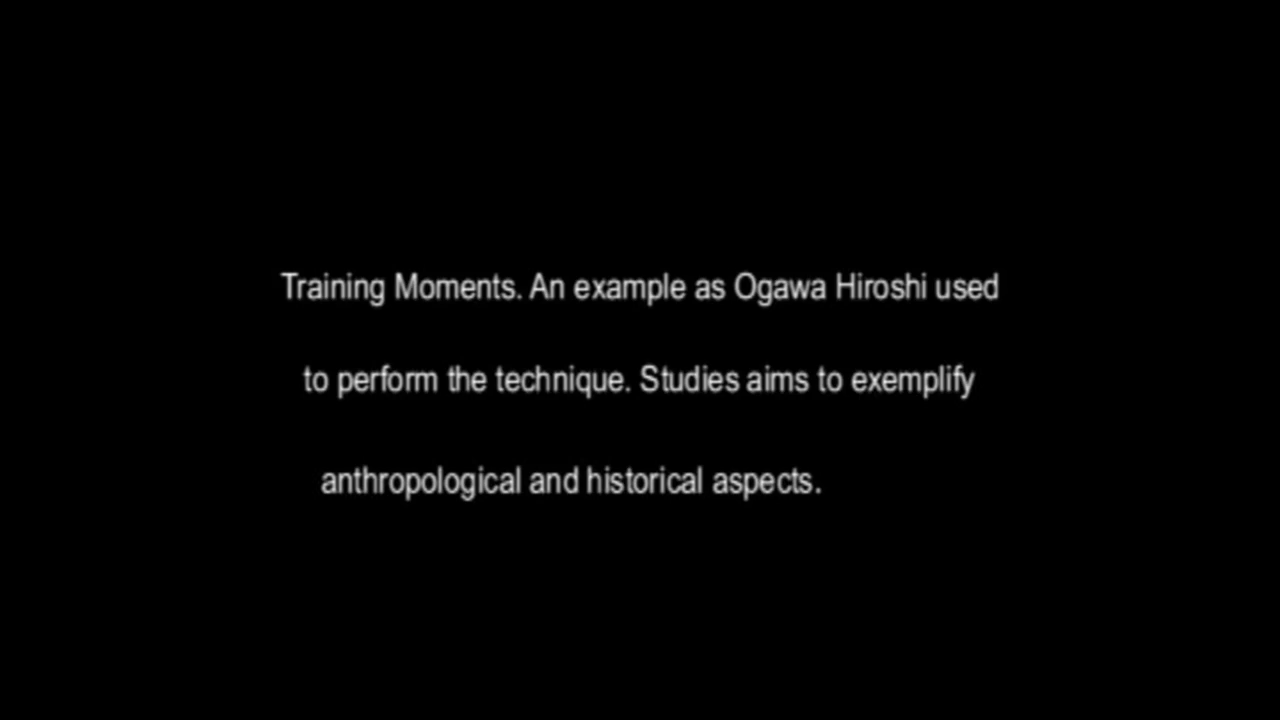 Training Moments. An example as Ogawa Hiroshi used
to perform the technique. Studies aims to exemplify
anthropological and historical aspects.